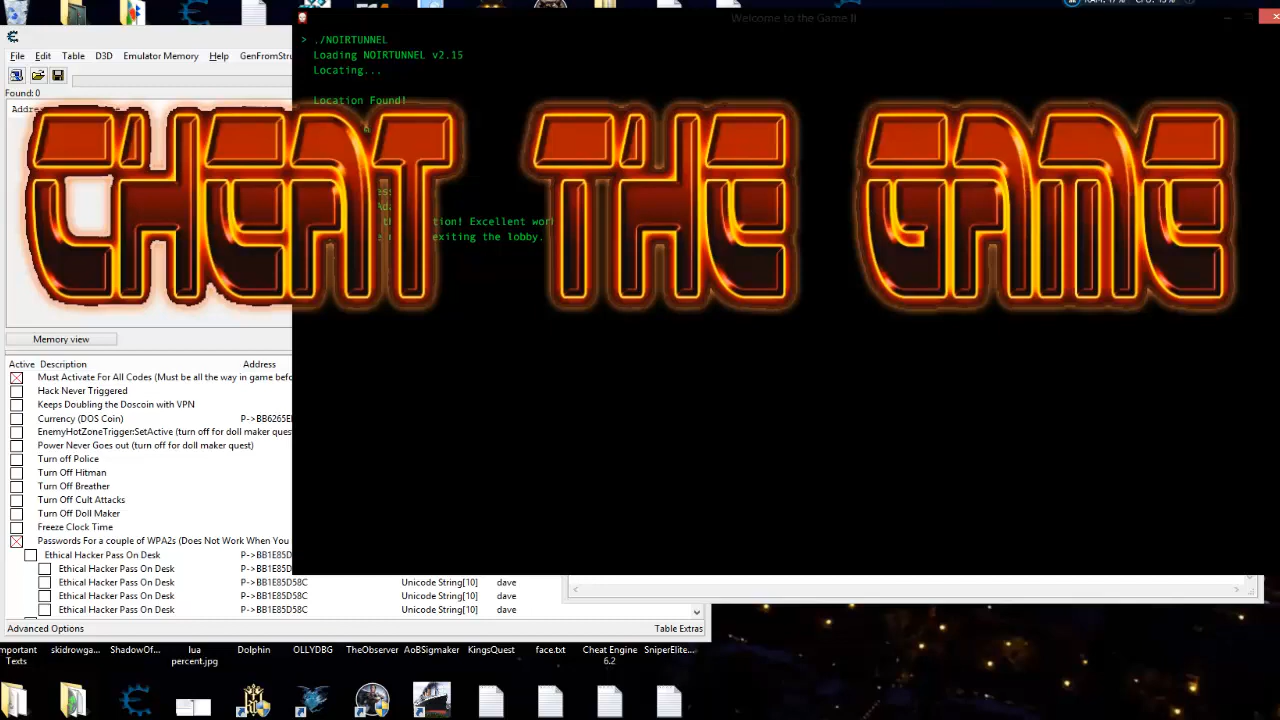 RAM: 47% CPU: 15%
Welcome to the Game II
File Edit Table D3D Emulator Memory Help GenFromStru
Found: 0
> ./NOIRTUNNEL
Loading NOIRTUNNEL v2.15
Locating...
Location Found!
CHEAT THE GAME
tion! Excellent work
exiting the lobby.
Memory view
Active Description Address
Must Activate For All Codes (Must be all the way in game befo
Hack Never Triggered
Keeps Doubling the Doscoin with VPN
Currency (DOS Coin) P->BB6265E
EnemyHotZoneTrigger:SetActive (turn off for doll maker ques
Power Never Goes out (turn off for doll maker quest)
Turn off Police
Turn Off Hitman
Turn Off Breather
Turn Off Cult Attacks
Turn Off Doll Maker
Freeze Clock Time
Passwords For a couple of WPA2s (Does Not Work When You
Ethical Hacker Pass On Desk P->BB1E85D
Ethical Hacker Pass On Desk P->BB1E85D
Ethical Hacker Pass On Desk P->BB1E85D58C Unicode String[10] dave
Ethical Hacker Pass On Desk P->BB1E85D58C Unicode String[10] dave
Ethical Hacker Pass On Desk P->BB1E85D58C Unicode String[10] dave
Advanced Options Table Extras
mportant Texts
skidrowga...
ShadowOf...
lua percent.jpg
Dolphin
OLLYDBG
TheObserver
AoBSigmaker
KingsQuest
face.txt
Cheat Engine 6.2
SniperElite...